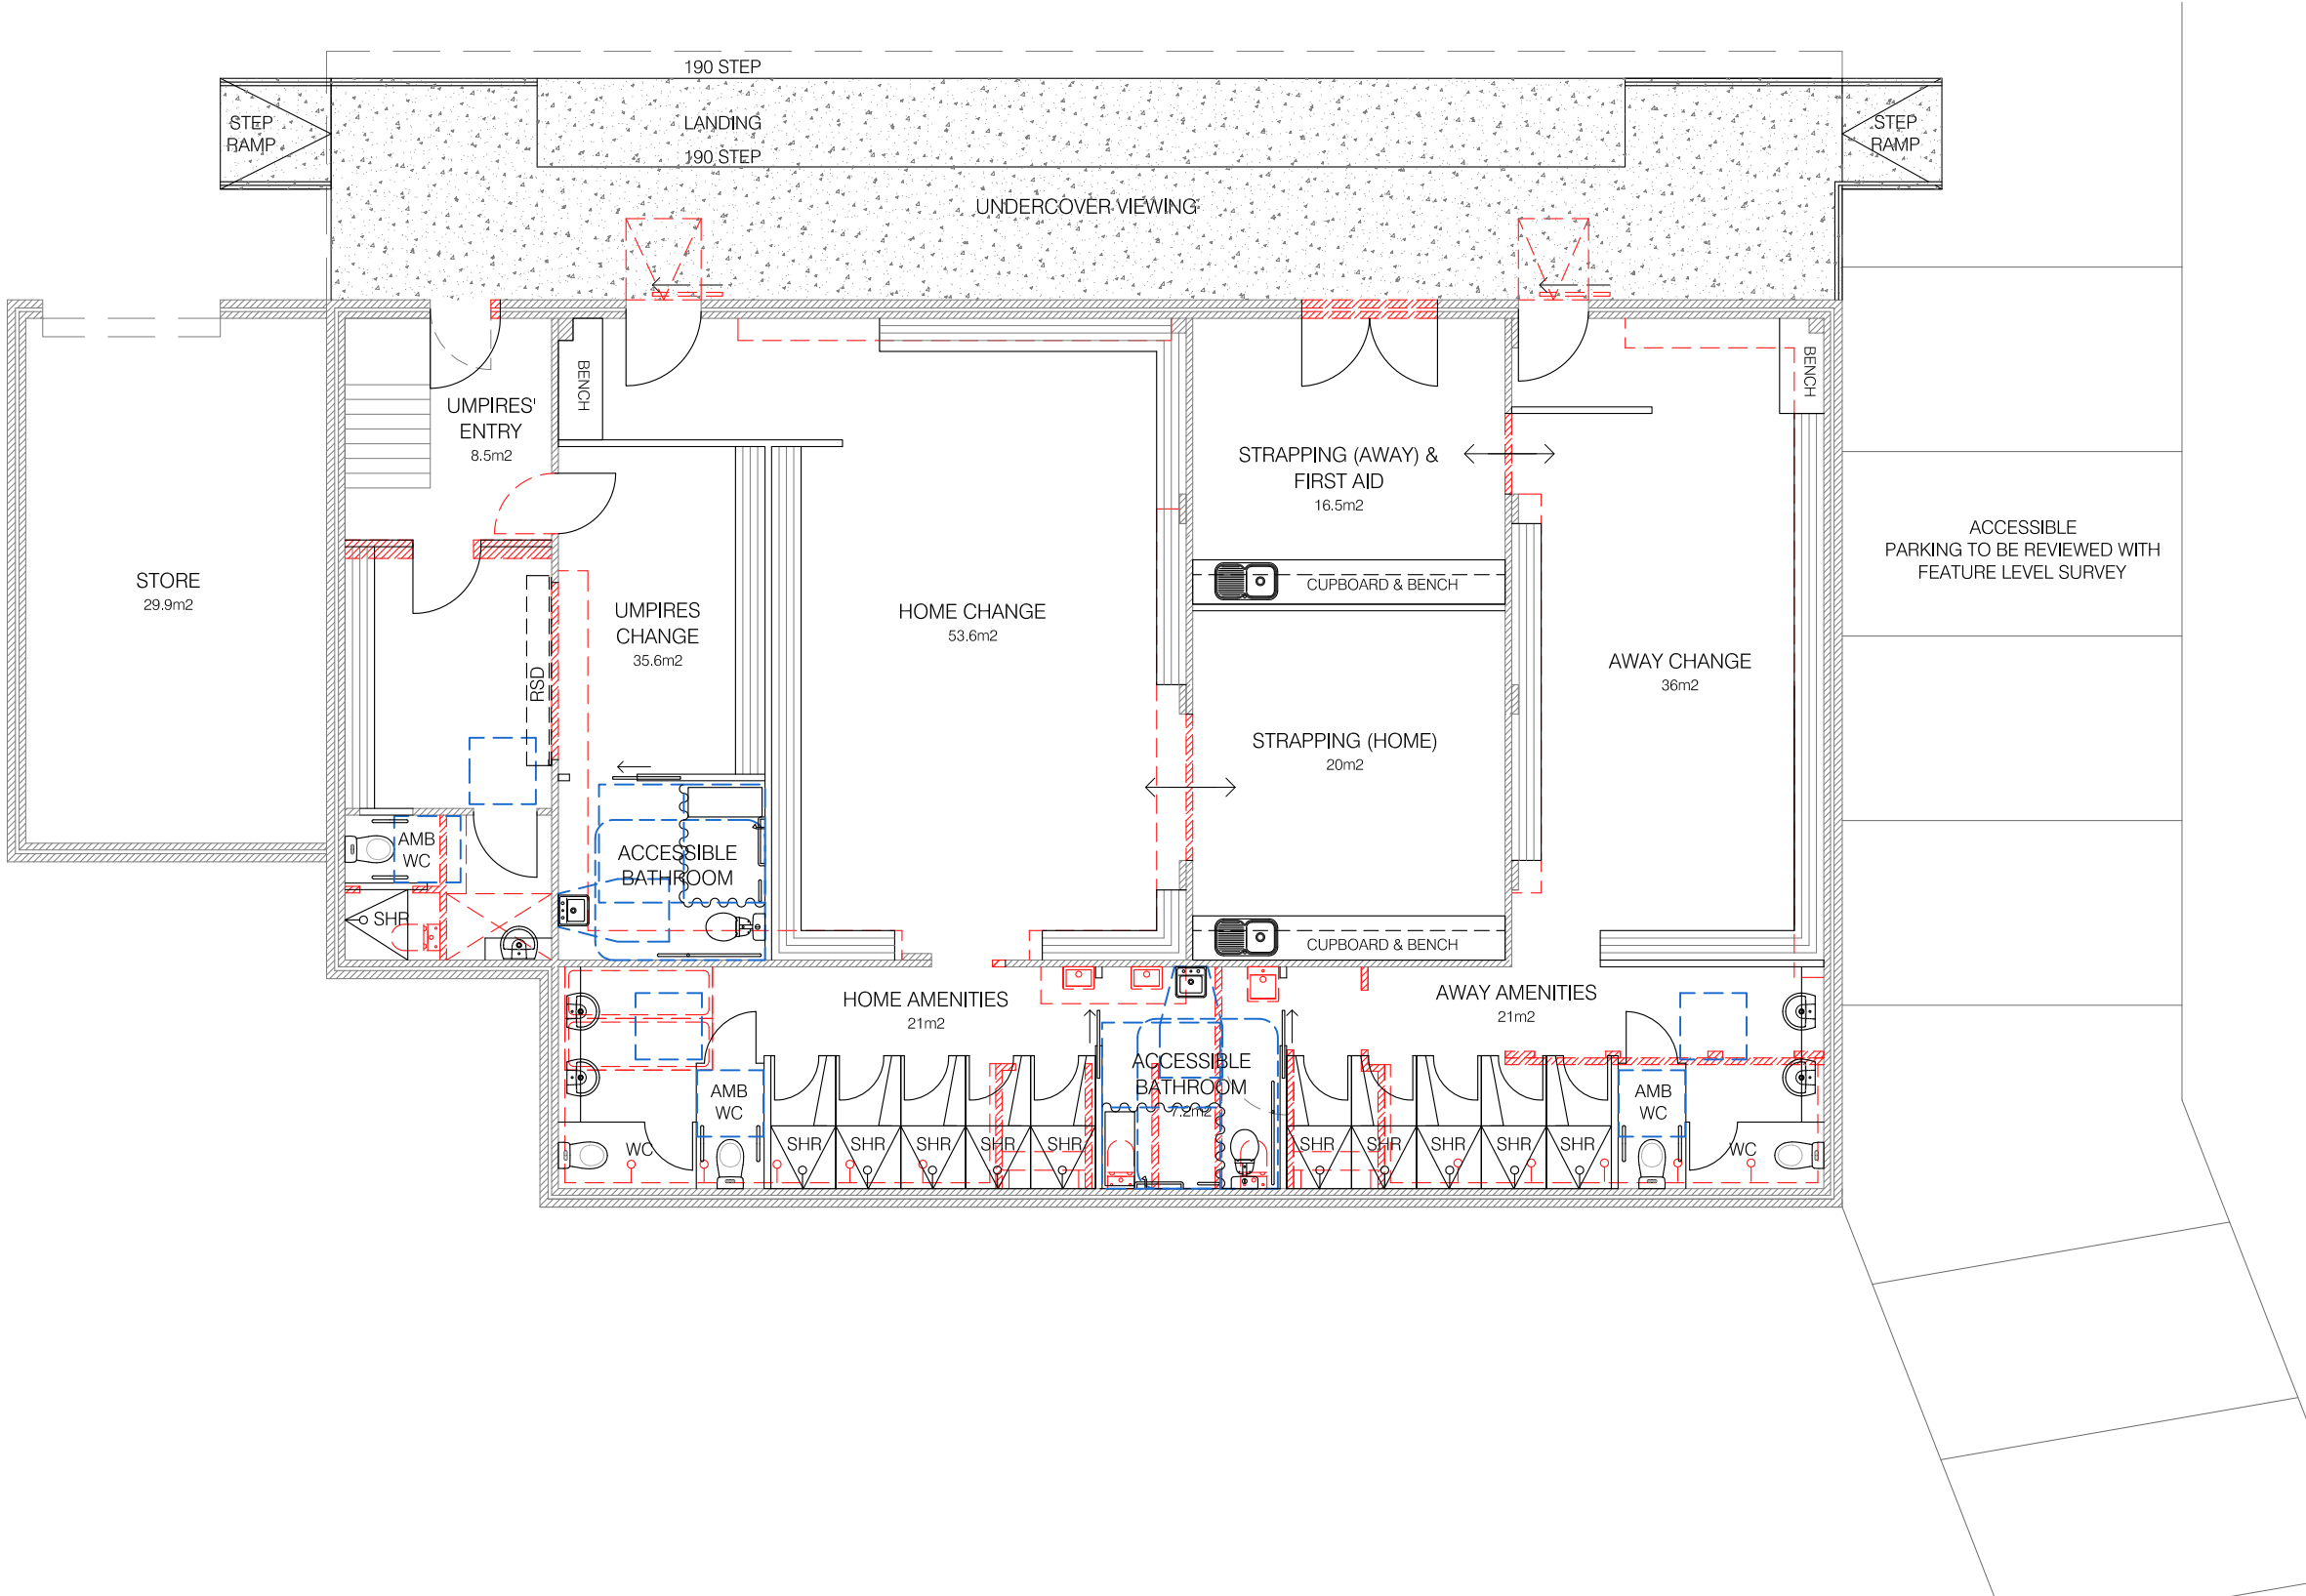 190 STEP
STEP
RAMP
LANDING
STEP
RAMP
190 STEP
UNDERCOVER VIEWING
BENCH
BENCH
UMPIRES'
ENTRY
8.5m2
STRAPPING (AWAY) &
FIRST AID
16.5m2
ACCESSIBLE
PARKING TO BE REVIEWED WITH
FEATURE LEVEL SURVEY
STORE
29.9m2
CUPBOARD & BENCH
UMPIRES
CHANGE
35.6m2
HOME CHANGE
53.6m2
RSD
AWAY CHANGE
36m2
STRAPPING (HOME)
20m2
AMB
WC
ACCESSIBLE
BATHROOM
SHR
CUPBOARD & BENCH
HOME AMENITIES
21m2
AWAY AMENITIES
21m2
ACCESSIBLE
BATHROOM
7.2m2
AMB
WC
AMB
WC
WC
SHR
SHR
SHR
SHR
SHR
SHR
SHR
SHR
SHR
SHR
WC